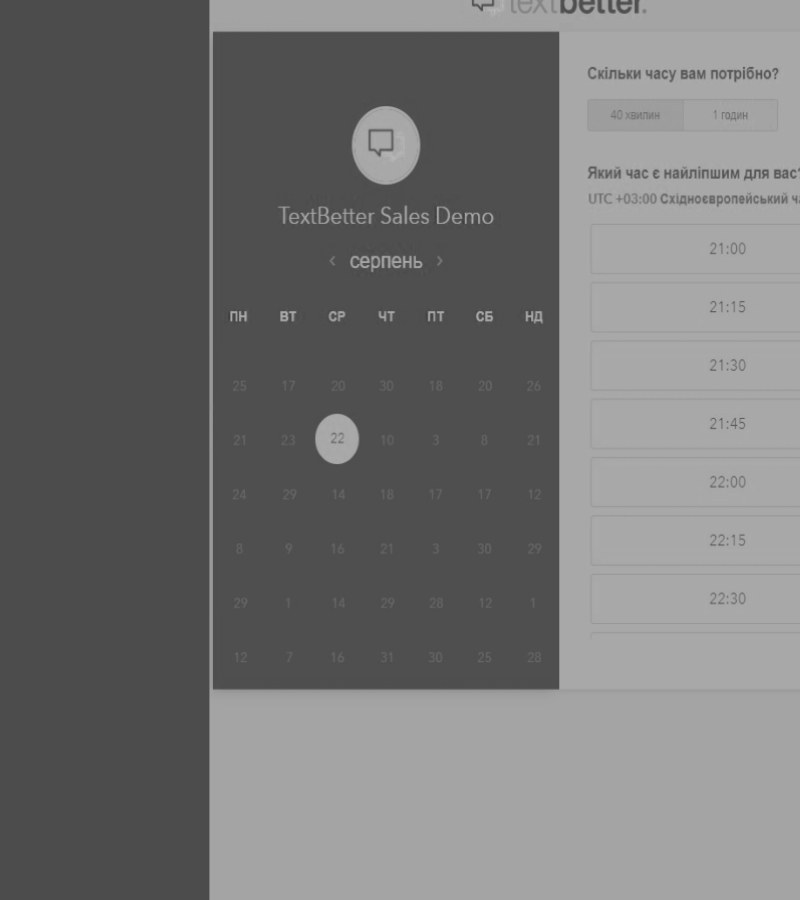 textbetter.
TextBetter Sales Demo
‹ серпень ›
ПН ВТ СР ЧТ ПТ СБ НД
25 17 20 30 18 20 26
21 23 22 10 3 8 21
24 29 14 18 17 17 12
8 9 16 21 3 30 29
29 1 14 29 28 12 1
12 7 16 31 30 25 28
Скільки часу вам потрібно?
40 хвилин 1 годин
Який час є найліпшим для вас?
UTC +03:00 Східноєвропейський
21:00
21:15
21:30
21:45
22:00
22:15
22:30